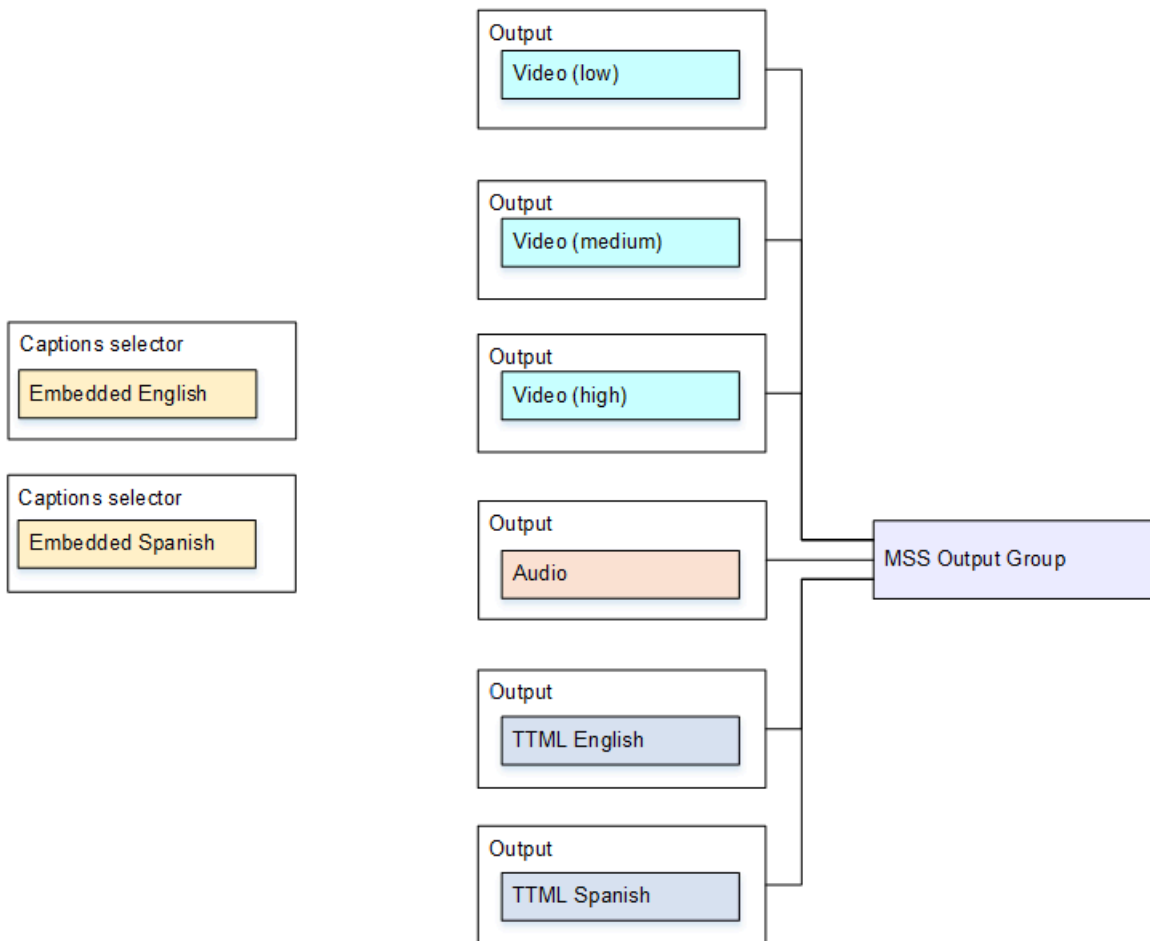 Captions selector
Embedded English
Captions selector
Embedded Spanish
Output
Video (low)
Output
Video (medium)
Output
Video (high)
Output
Audio
Output
TTML English
Output
TTML Spanish
MSS Output Group